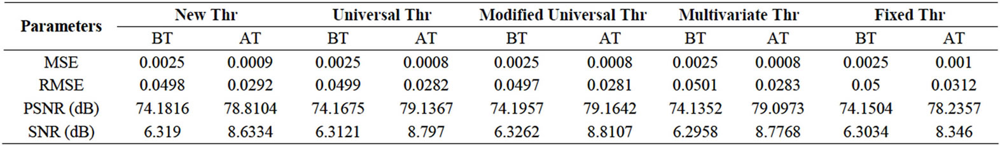 Parameters New Thr Universal Thr Modified Universal Thr Multivariate Thr Fixed Thr
BT AT BT AT BT AT BT AT BT AT
MSE 0.0025 0.0009 0.0025 0.0008 0.0025 0.0008 0.0025 0.0008 0.0025 0.001
RMSE 0.0498 0.0292 0.0499 0.0282 0.0497 0.0281 0.0501 0.0283 0.05 0.0312
PSNR (dB) 74.1816 78.8104 74.1675 79.1367 74.1957 79.1642 74.1352 79.0973 74.1504 78.2357
SNR (dB) 6.319 8.6334 6.3121 8.797 6.3262 8.8107 6.2958 8.7768 6.3034 8.346